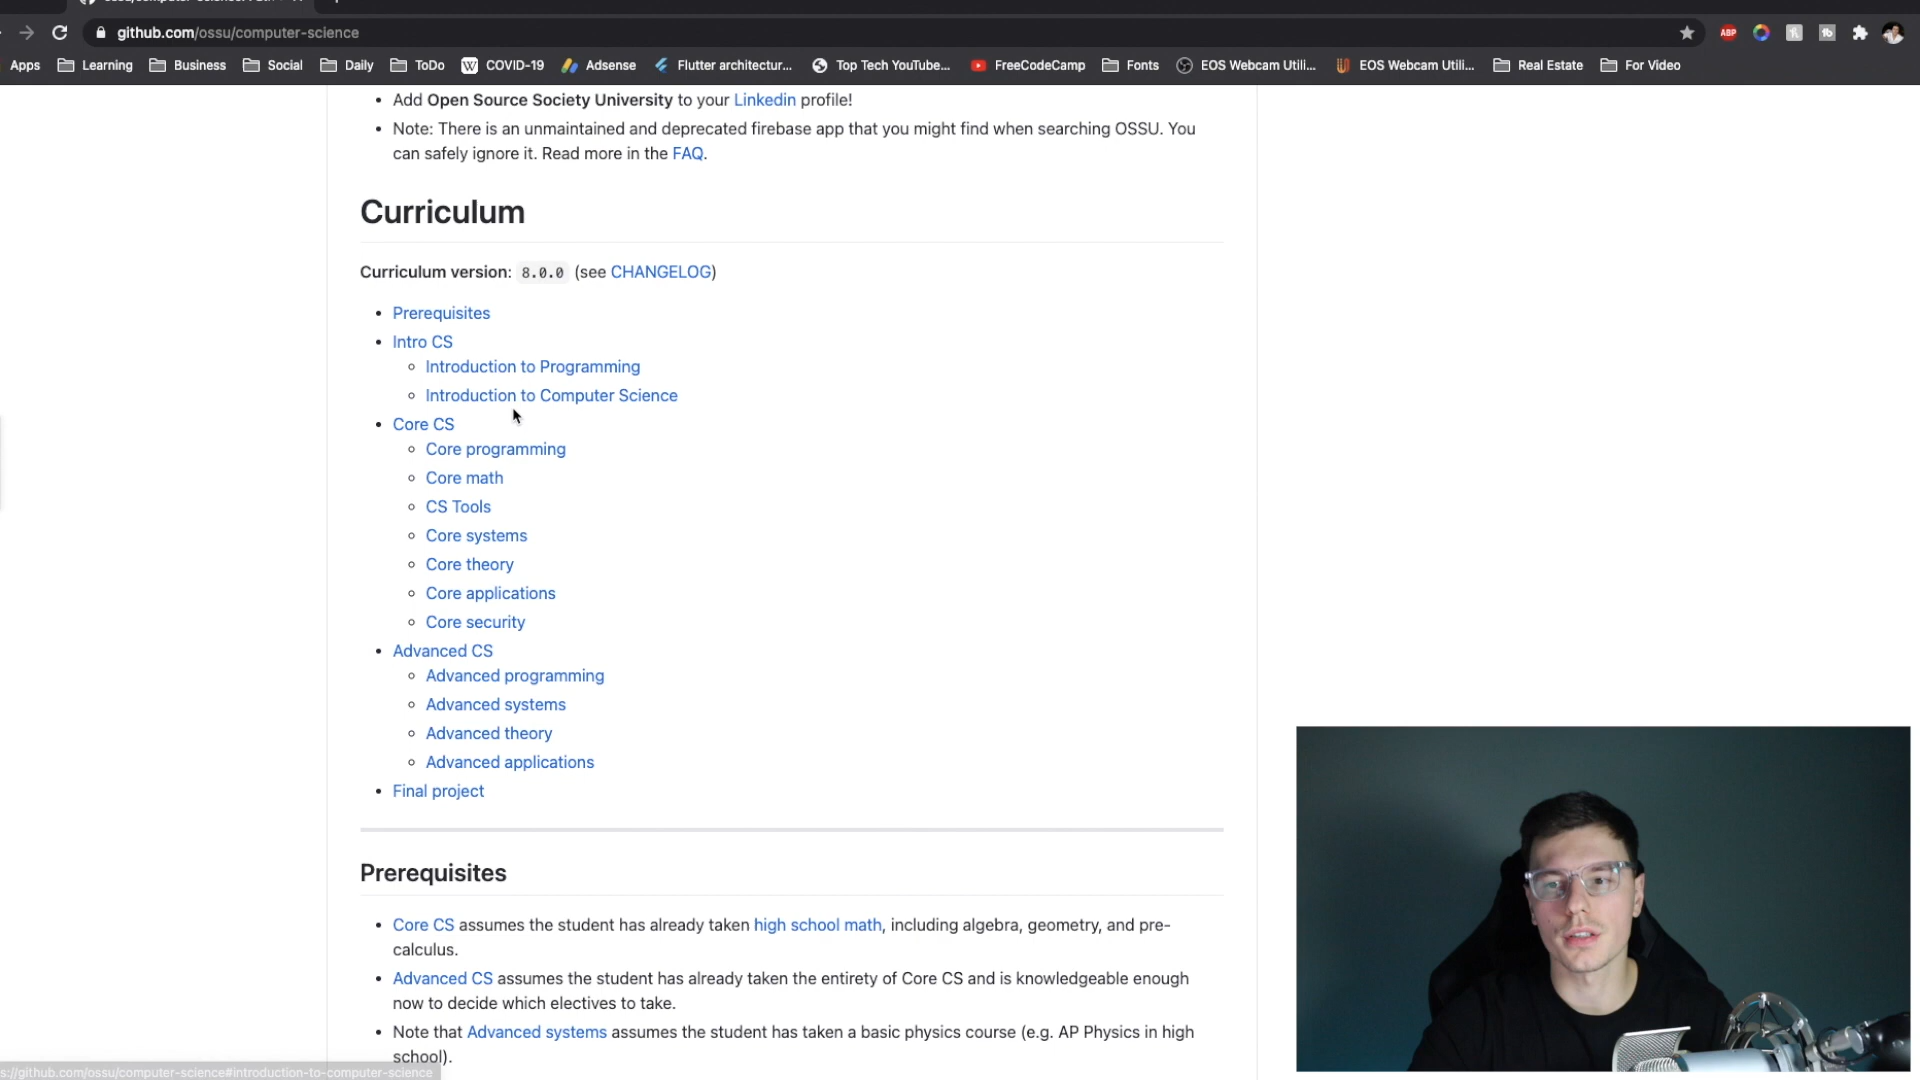 github.com/ossu/computer-science
ABP
Apps Learning Business Social Daily ToDo W COVID-19 Adsense Flutter architectur... Top Tech YouTube... FreeCodeCamp Fonts EOS Webcam Utili... EOS Webcam Utili... Real Estate For Video
• Add Open Source Society University to your Linkedin profile!
• Note: There is an unmaintained and deprecated firebase app that you might find when searching OSSU. You
can safely ignore it. Read more in the FAQ.
Curriculum
Curriculum version: 8.0.0 (see CHANGELOG)
• Prerequisites
• Intro CS
◦ Introduction to Programming
◦ Introduction to Computer Science
• Core CS
◦ Core programming
◦ Core math
◦ CS Tools
◦ Core systems
◦ Core theory
◦ Core applications
◦ Core security
• Advanced CS
◦ Advanced programming
◦ Advanced systems
◦ Advanced theory
◦ Advanced applications
• Final project
Prerequisites
• Core CS assumes the student has already taken high school math, including algebra, geometry, and pre-
calculus.
• Advanced CS assumes the student has already taken the entirety of Core CS and is knowledgeable enough
now to decide which electives to take.
• Note that Advanced systems assumes the student has taken a basic physics course (e.g. AP Physics in high
school).
s://github.com/ossu/computer-science#introduction-to-computer-science